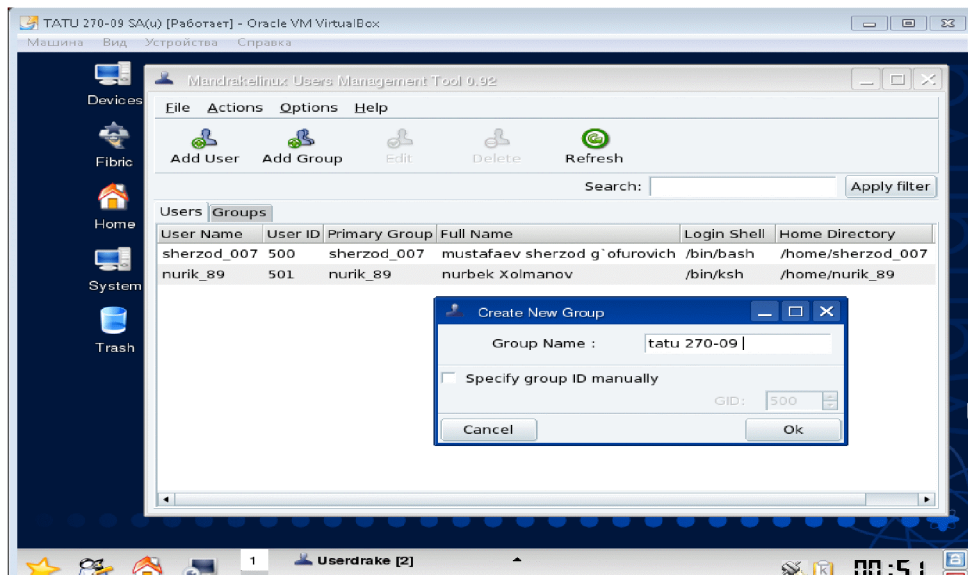 TATU 270-09 SA(u) [Работает] - Oracle VM VirtualBox
Машина Вид Устройства Справка
Devices
Fibric
Home
System
Trash
Mandrakelinux Users Management Tool 0.92
File Actions Options Help
Add User Add Group Edit Delete Refresh
Search: Apply filter
Users Groups
User Name User ID Primary Group Full Name Login Shell Home Directory
sherzod_007 500 sherzod_007 mustafaev sherzod g`ofurovich /bin/bash /home/sherzod_007
nurik_89 501 nurik_89 nurbek Xolmanov /bin/ksh /home/nurik_89
Create New Group
Group Name : tatu 270-09
Specify group ID manually
GID: 500
Cancel Ok
1 Userdrake [2] 00:51